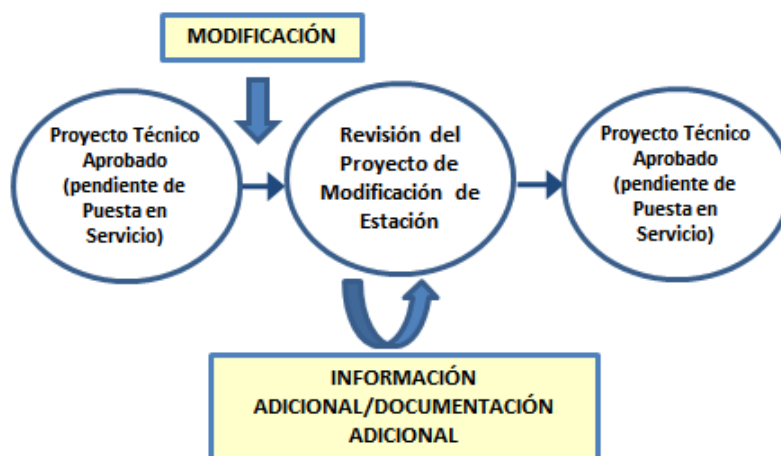 MODIFICACIÓN
Proyecto Técnico
Aprobado
(pendiente de
Puesta en
Servicio)
Revisión del
Proyecto de
Modificación de
Estación
Proyecto Técnico
Aprobado
(pendiente de
Puesta en
Servicio)
INFORMACIÓN
ADICIONAL/DOCUMENTACIÓN
ADICIONAL